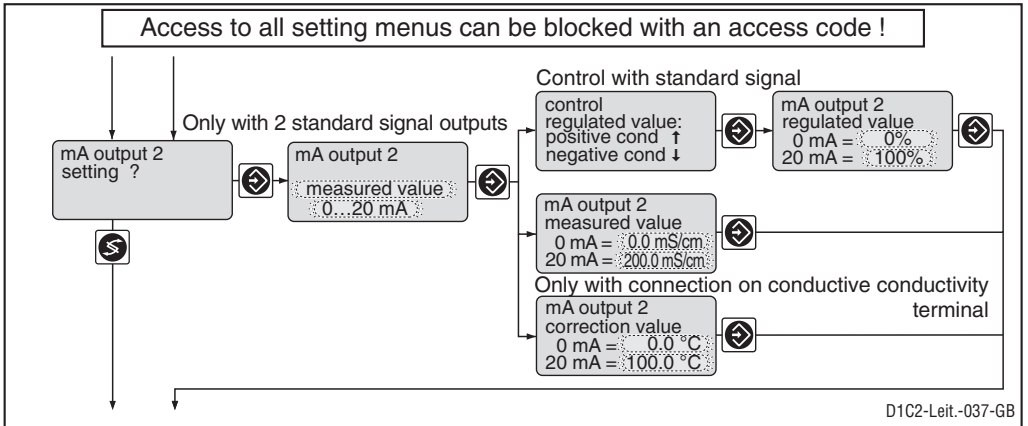 Access to all setting menus can be blocked with an access code !
Only with 2 standard signal outputs
mA output 2
setting ?
mA output 2
measured value
0...20 mA
Control with standard signal
control
regulated value:
positive cond ↑
negative cond ↓
mA output 2
regulated value
0 mA = 0%
20 mA = 100%
mA output 2
measured value
0 mA = 0.0 mS/cm
20 mA = 200.0 mS/cm
Only with connection on conductive conductivity
terminal
mA output 2
correction value
0 mA = 0.0 °C
20 mA = 100.0 °C
D1C2-Leit.-037-GB